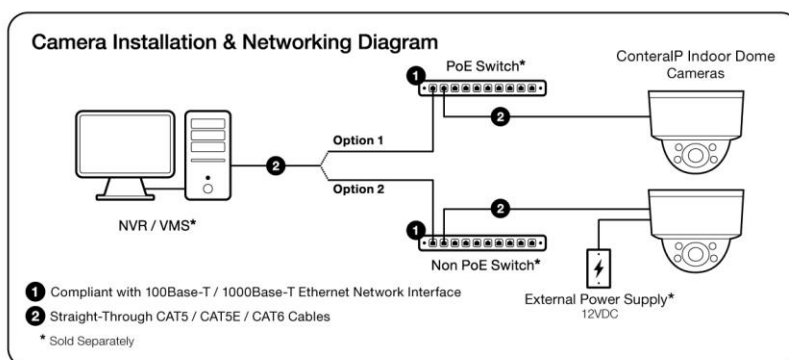 Camera Installation & Networking Diagram
PoE Switch*
ConteraIP Indoor Dome
Cameras
1
2
Option 1
2
Option 2
2
1
NVR / VMS*
Non PoE Switch*
External Power Supply*
12VDC
1 Compliant with 100Base-T / 1000Base-T Ethernet Network Interface
2 Straight-Through CAT5 / CAT5E / CAT6 Cables
* Sold Separately